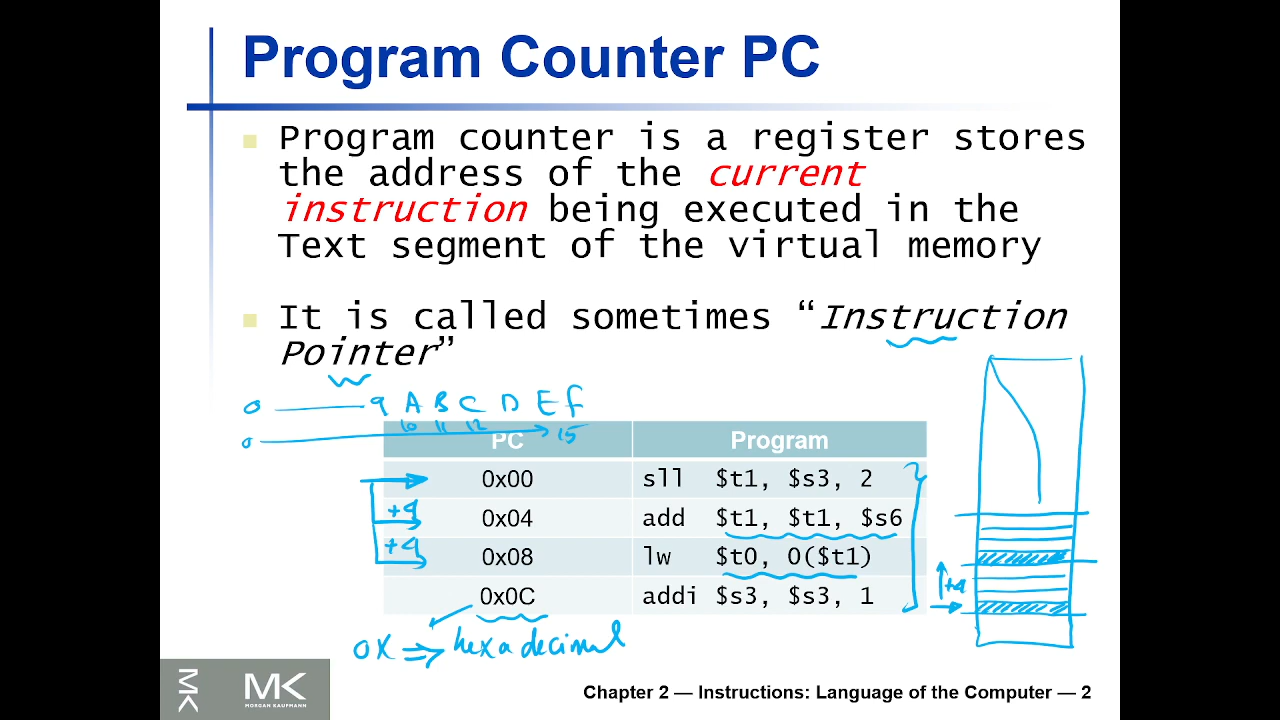 Program Counter PC
Program counter is a register stores
the address of the current
instruction being executed in the
Text segment of the virtual memory
It is called sometimes “Instruction
Pointer”
0 9 A B C D E F
10 11 12
0 15
PC Program
0x00 sll $t1, $s3, 2
+4 0x04 add $t1, $t1, $s6
+4 0x08 lw $t0, 0($t1)
0x0C addi $s3, $s3, 1
+4
0x ⇒ hexadecimal
MK
MK
MORGAN KAUFMANN
Chapter 2 — Instructions: Language of the Computer — 2